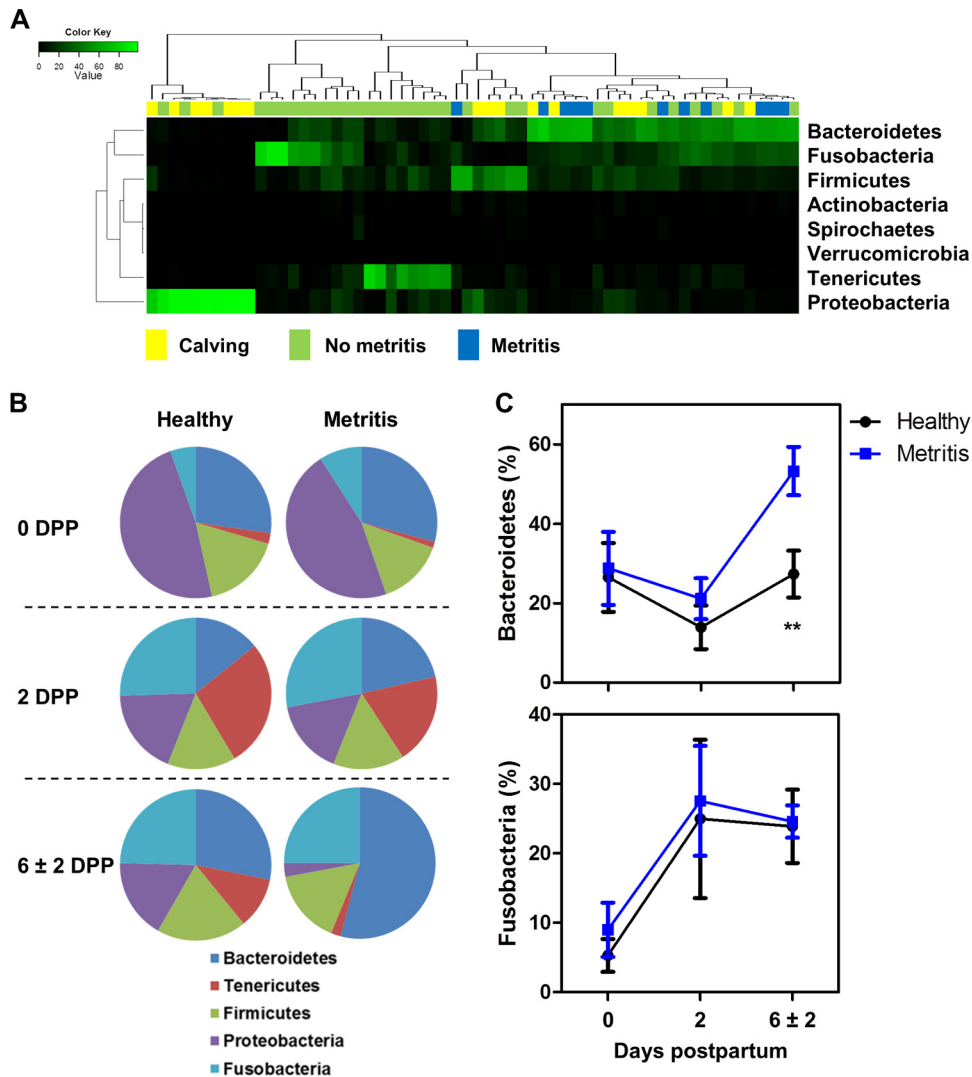 A
Color Key
0 20 40 60 80
Value
Bacteroidetes
Fusobacteria
Firmicutes
Actinobacteria
Spirochaetes
Verrucomicrobia
Tenericutes
Proteobacteria
Calving No metritis Metritis
B
Healthy Metritis
0 DPP
2 DPP
6 ± 2 DPP
Bacteroidetes
Tenericutes
Firmicutes
Proteobacteria
Fusobacteria
C
Healthy
Metritis
Bacteroidetes (%)
60
40
20
0
**
Fusobacteria (%)
40
30
20
10
0
0 2 6 ± 2
Days postpartum